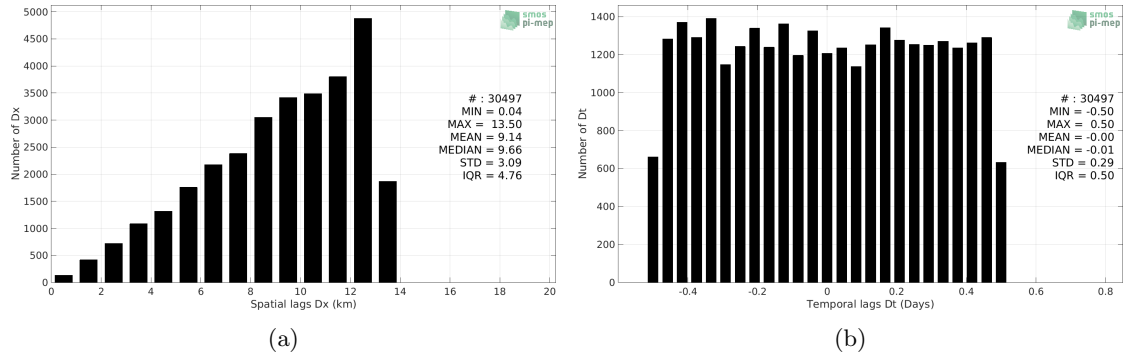 5000
4500
4000
3500
3000
2500
2000
1500
1000
500
0
Number of Dx
smos
pi-mep
# : 30497
MIN = 0.04
MAX = 13.50
MEAN = 9.14
MEDIAN = 9.66
STD = 3.09
IQR = 4.76
0 2 4 6 8 10 12 14 16 18 20
Spatial lags Dx (km)
(a)
1400
1200
1000
800
600
400
200
0
Number of Dt
smos
pi-mep
# : 30497
MIN = -0.50
MAX = 0.50
MEAN = -0.00
MEDIAN = -0.01
STD = 0.29
IQR = 0.50
-0.4 -0.2 0 0.2 0.4 0.6 0.8
Temporal lags Dt (Days)
(b)